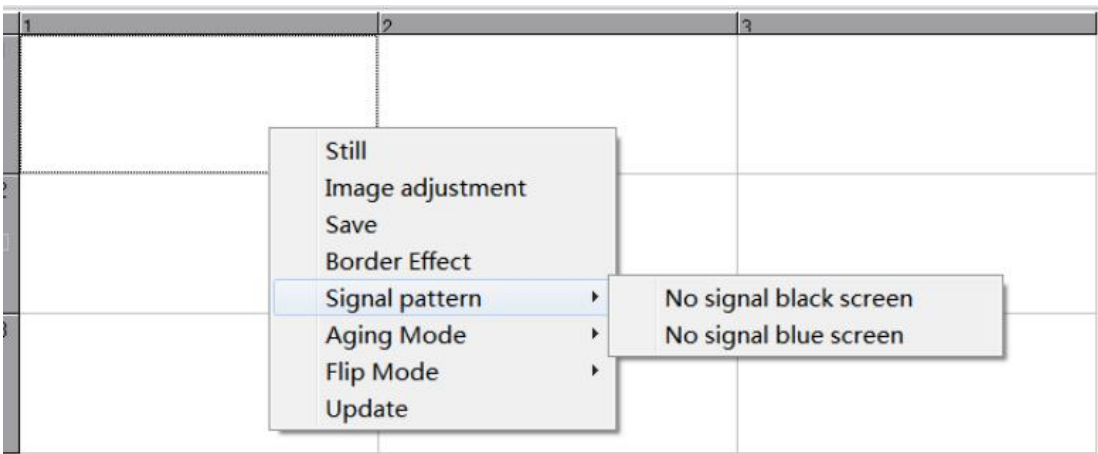 1 2 3
Still
Image adjustment
Save
Border Effect
Signal pattern
No signal black screen
Aging Mode
No signal blue screen
Flip Mode
Update